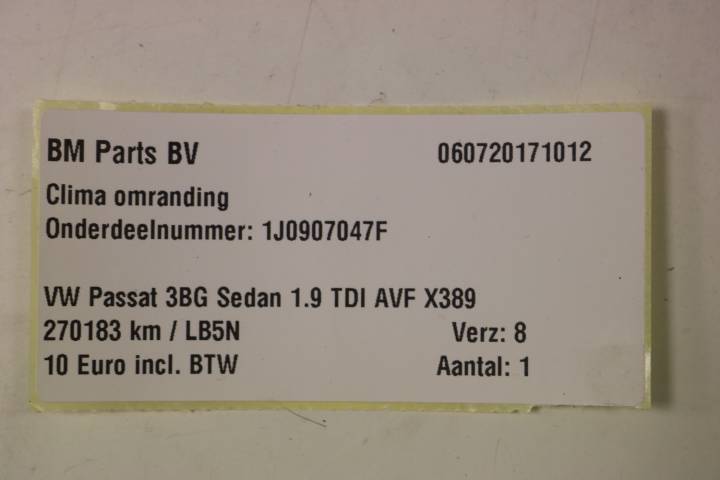 BM Parts BV 060720171012
Clima omranding
Onderdeelnummer: 1J0907047F
VW Passat 3BG Sedan 1.9 TDI AVF X389
270183 km / LB5N Verz: 8
10 Euro incl. BTW Aantal: 1